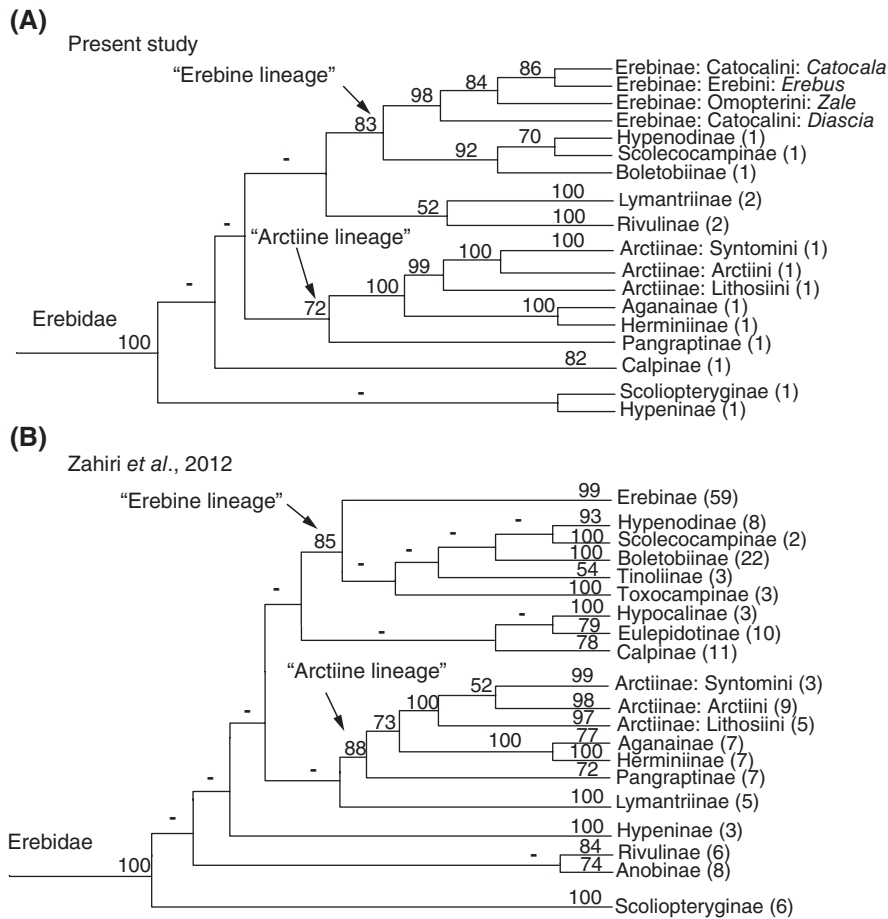 (A)
Present study
"Erebine lineage"
86
Erebinae: Catocalini: Catocala
84
Erebinae: Erebini: Erebus
98
Erebinae: Omopterini: Zale
Erebinae: Catocalini: Diascia
83
70
Hypenodinae (1)
92
Scolecocampinae (1)
Boletobiinae (1)
-
100
Lymantriinae (2)
52
100
Rivulinae (2)
-
"Arctiine lineage"
100
Arctiinae: Syntomini (1)
99
100
Arctiinae: Arctiini (1)
100
Arctiinae: Lithosiini (1)
-
72
100
Aganainae (1)
Herminiinae (1)
Erebidae
Pangraptinae (1)
100
82
Calpinae (1)
-
Scoliopteryginae (1)
Hypeninae (1)
(B)
Zahiri et al., 2012
"Erebine lineage"
99
Erebinae (59)
85
-
93
Hypenodinae (8)
-
100
Scolecocampinae (2)
-
100
Boletobiinae (22)
-
54
Tinoliinae (3)
-
100
Toxocampinae (3)
-
100
Hypocalinae (3)
-
79
Eulepidotinae (10)
78
Calpinae (11)
"Arctiine lineage"
99
Arctiinae: Syntomini (3)
52
98
Arctiinae: Arctiini (9)
100
97
Arctiinae: Lithosiini (5)
73
77
Aganainae (7)
100
100
Herminiinae (7)
88
72
Pangraptinae (7)
-
100
Lymantriinae (5)
-
100
Hypeninae (3)
-
84
Rivulinae (6)
-
74
Anobinae (8)
Erebidae
100
100
Scoliopteryginae (6)